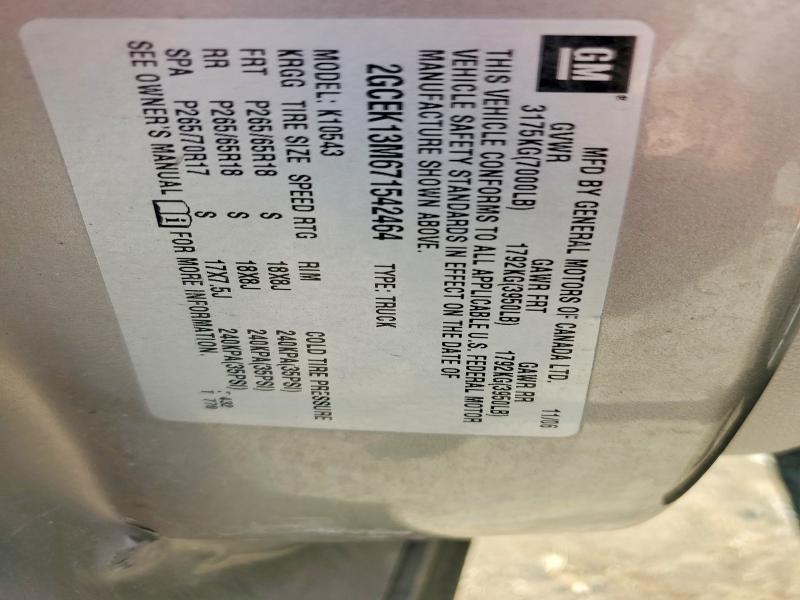 GM
MFD BY GENERAL MOTORS OF CANADA LTD. 11/06
GVWR GAWR FRT GAWR RR
3175KG(7000LB) 1792KG(3950LB) 1792KG(3950LB)
THIS VEHICLE CONFORMS TO ALL APPLICABLE U.S. FEDERAL MOTOR
VEHICLE SAFETY STANDARDS IN EFFECT ON THE DATE OF
MANUFACTURE SHOWN ABOVE.
2GCEK13M671542464 TYPE: TRUCK
MODEL: K10543
KRGG TIRE SIZE SPEED RTG RIM COLD TIRE PRESSURE
FRT P265/65R18 S 18X8J 240KPA(35PSI)
RR P265/65R18 S 18X8J 240KPA(35PSI)
SPA P265/70R17 S 17X7.5J 240KPA(35PSI)
SEE OWNER'S MANUAL FOR MORE INFORMATION.
T 770